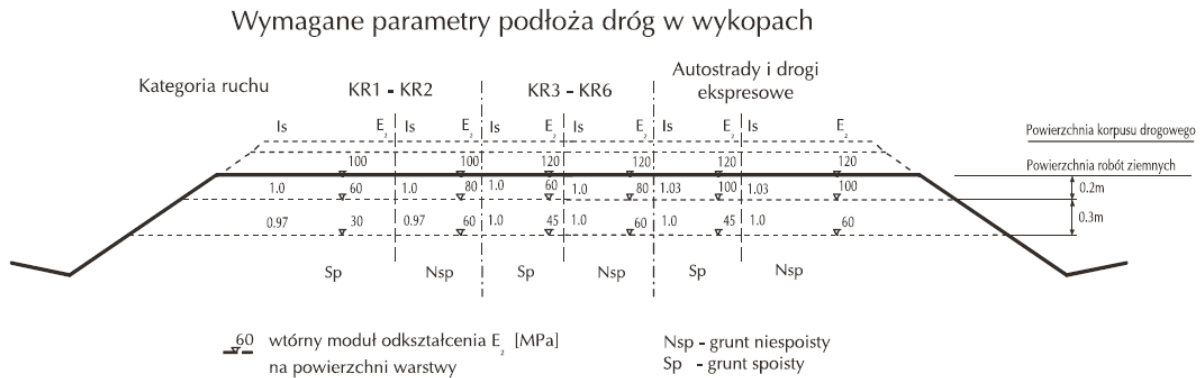 Wymagane parametry podłoża dróg w wykopach
Kategoria ruchu KR1 - KR2 KR3 - KR6 Autostrady i drogi
ekspresowe
Is E₂ Is E₂ Is E₂ Is E₂ Is E₂ Is E₂
Powierzchnia korpusu drogowego
100 100 120 120 120 120
Powierzchnia robót ziemnych
1.0 60 1.0 80 1.0 60 1.0 80 1.03 100 1.03 100 0.2m
0.97 30 0.97 60 1.0 45 1.0 60 1.0 45 1.0 60 0.3m
Sp Nsp Sp Nsp Sp Nsp
60 wtórny moduł odkształcenia E₂ [MPa]
na powierzchni warstwy
Nsp - grunt niespoisty
Sp - grunt spoisty